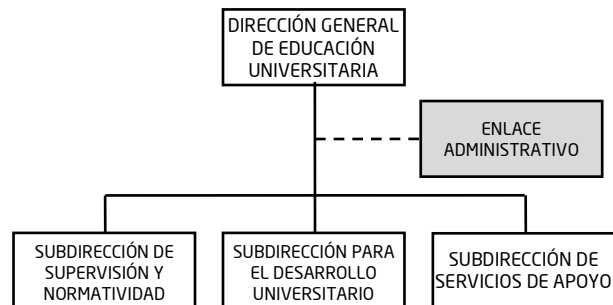 DIRECCIÓN GENERAL
DE EDUCACIÓN
UNIVERSITARIA
ENLACE
ADMINISTRATIVO
SUBDIRECCIÓN DE
SUPERVISIÓN Y
NORMATIVIDAD
SUBDIRECCIÓN PARA
EL DESARROLLO
UNIVERSITARIO
SUBDIRECCIÓN DE
SERVICIOS DE APOYO